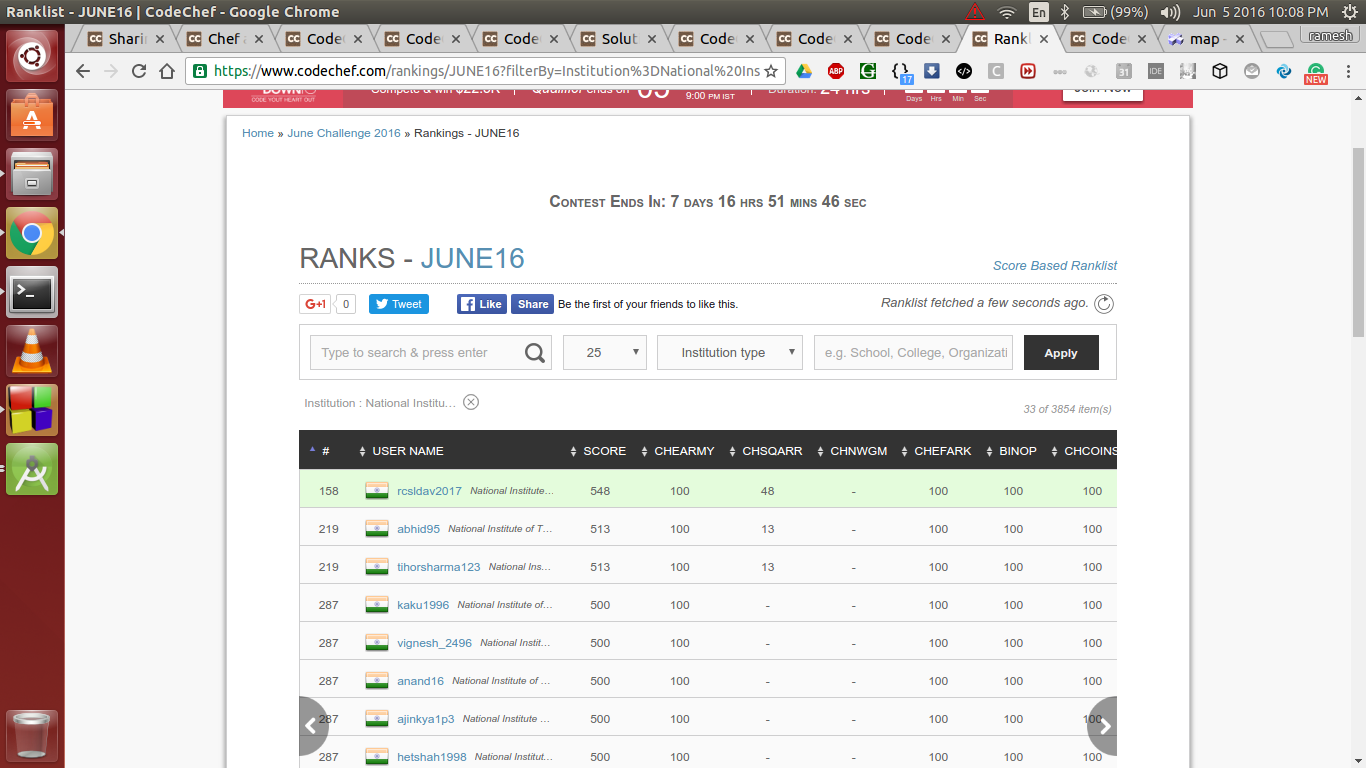 Ranklist - JUNE16 | CodeChef - Google Chrome
En
(99%)
Jun 5 2016 10:08 PM
Sharin
Chef a
Code
Code
Code
Solut
Code
Code
Code
Rankl
Code
map -
ramesh
https://www.codechef.com/rankings/JUNE16?filterBy=Institution%3DNational%20Ins
ABP
G
{ }
17
C
31
IDE
NEW
CODE YOUR HEART OUT
9:00 PM IST
Duration: 24 Hrs
Days Hrs Min Sec
Join Now
Home » June Challenge 2016 » Rankings - JUNE16
Contest Ends In: 7 days 16 hrs 51 mins 46 sec
RANKS - JUNE16
Score Based Ranklist
G+1
0
Tweet
Like
Share
Be the first of your friends to like this.
Ranklist fetched a few seconds ago.
Type to search & press enter
25
Institution type
e.g. School, College, Organizati
Apply
Institution : National Institu...
33 of 3854 item(s)
# USER NAME SCORE CHEARMY CHSQARR CHNWGM CHEFARK BINOP CHCOINS
158 rcsldav2017 National Institute... 548 100 48 - 100 100 100
219 abhid95 National Institute of T... 513 100 13 - 100 100 100
219 tihorsharma123 National Ins... 513 100 13 - 100 100 100
287 kaku1996 National Institute of... 500 100 - - 100 100 100
287 vignesh_2496 National Instit... 500 100 - - 100 100 100
287 anand16 National Institute of ... 500 100 - - 100 100 100
287 ajinkya1p3 National Institute ... 500 100 - - 100 100 100
287 hetshah1998 National Institut... 500 100 - - 100 100 100